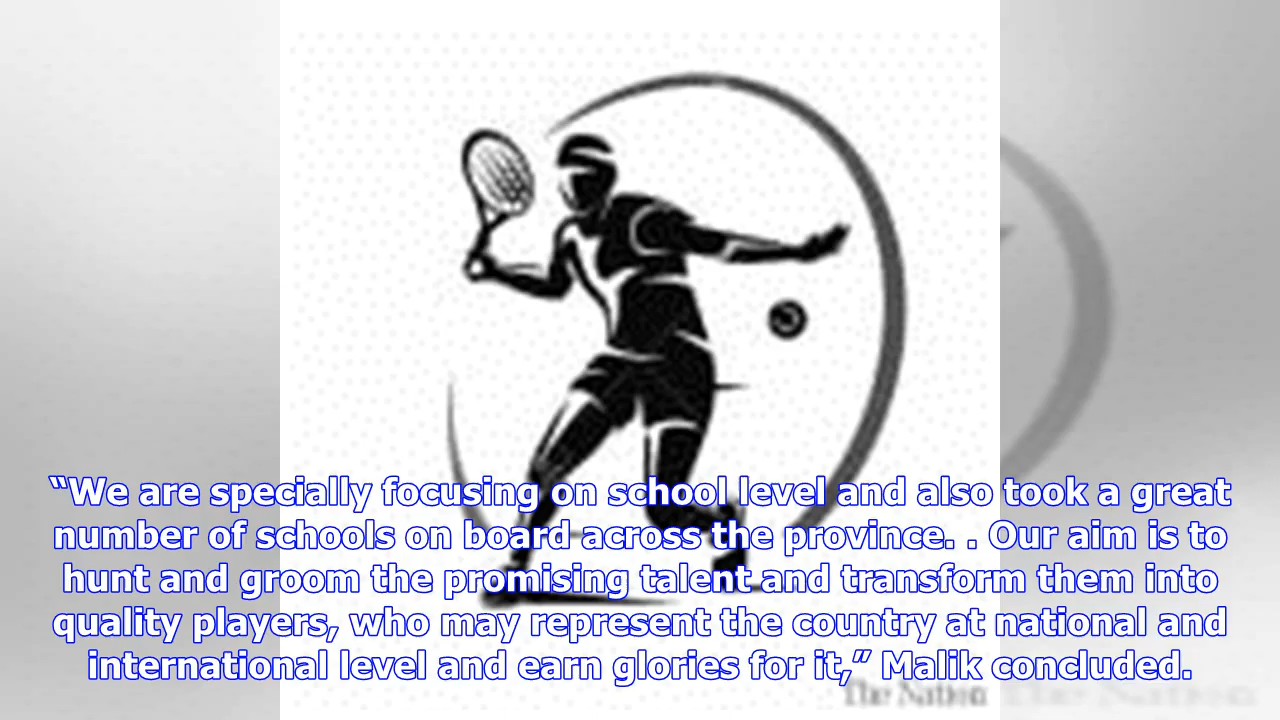 “We are specially focusing on school level and also took a great
number of schools on board across the province. . Our aim is to
hunt and groom the promising talent and transform them into
quality players, who may represent the country at national and
international level and earn glories for it,” Malik concluded.
The Nation